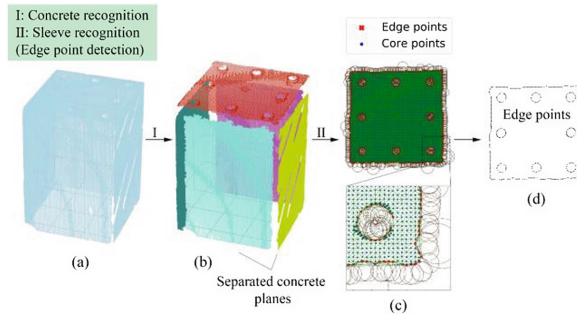 I: Concrete recognition
II: Sleeve recognition
(Edge point detection)
I
II
Edge points
Core points
Edge points
(a)
(b)
Separated concrete
planes
(c)
(d)